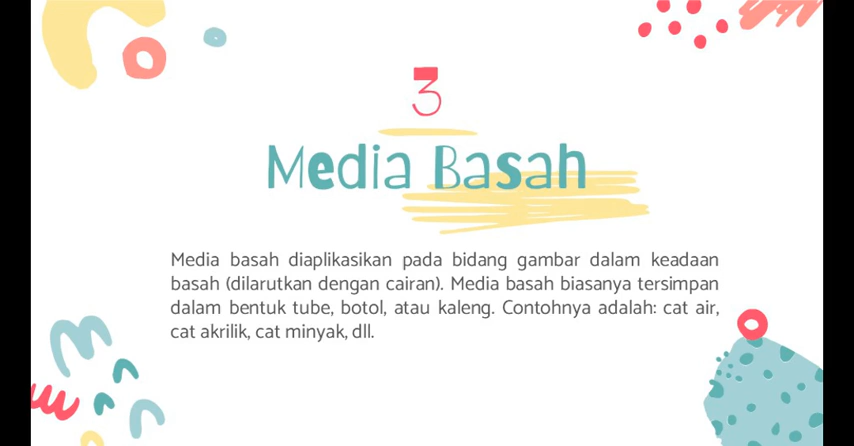 3
Media Basah
Media basah diaplikasikan pada bidang gambar dalam keadaan
basah (dilarutkan dengan cairan). Media basah biasanya tersimpan
dalam bentuk tube, botol, atau kaleng. Contohnya adalah: cat air,
cat akrilik, cat minyak, dll.